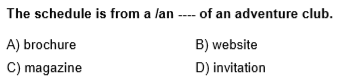 The schedule is from a /an ---- of an adventure club.
A) brochure B) website
C) magazine D) invitation